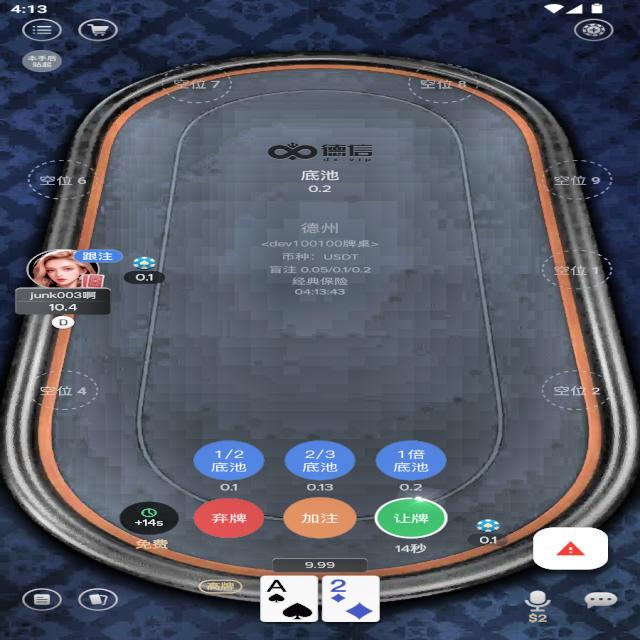 4:13
本手后
站起
空位 7
空位 8
德信
dx.vip
底池
0.2
空位 6
空位 9
德州
<dev100100牌桌>
币种：USDT
盲注 0.05/0.1/0.2
经典保险
04:13:43
跟注
0.1
空位 1
junk003啊
10.4
D
空位 4
空位 2
1/2
底池
2/3
底池
1倍
底池
0.1
0.13
0.2
+14s
弃牌
加注
让牌
免费
14秒
0.1
9.99
高牌
A
2
$2